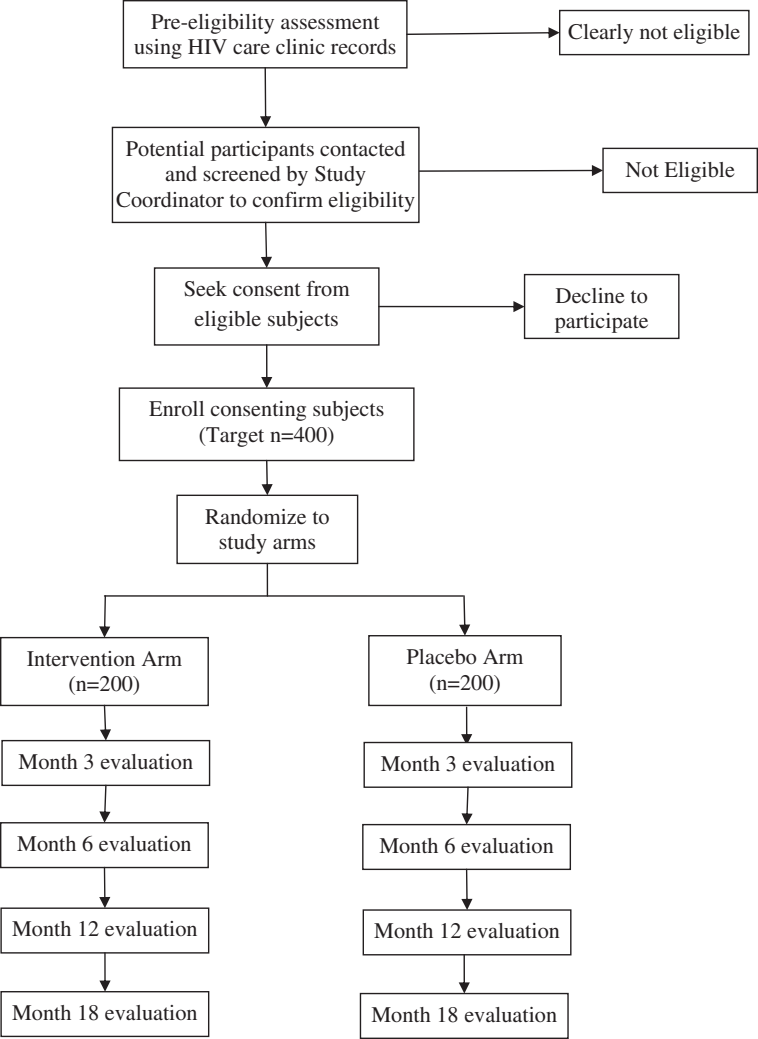 Pre-eligibility assessment
using HIV care clinic records
Clearly not eligible
Potential participants contacted
and screened by Study
Coordinator to confirm eligibility
Not Eligible
Seek consent from
eligible subjects
Decline to
participate
Enroll consenting subjects
(Target n=400)
Randomize to
study arms
Intervention Arm
(n=200)
Placebo Arm
(n=200)
Month 3 evaluation
Month 3 evaluation
Month 6 evaluation
Month 6 evaluation
Month 12 evaluation
Month 12 evaluation
Month 18 evaluation
Month 18 evaluation